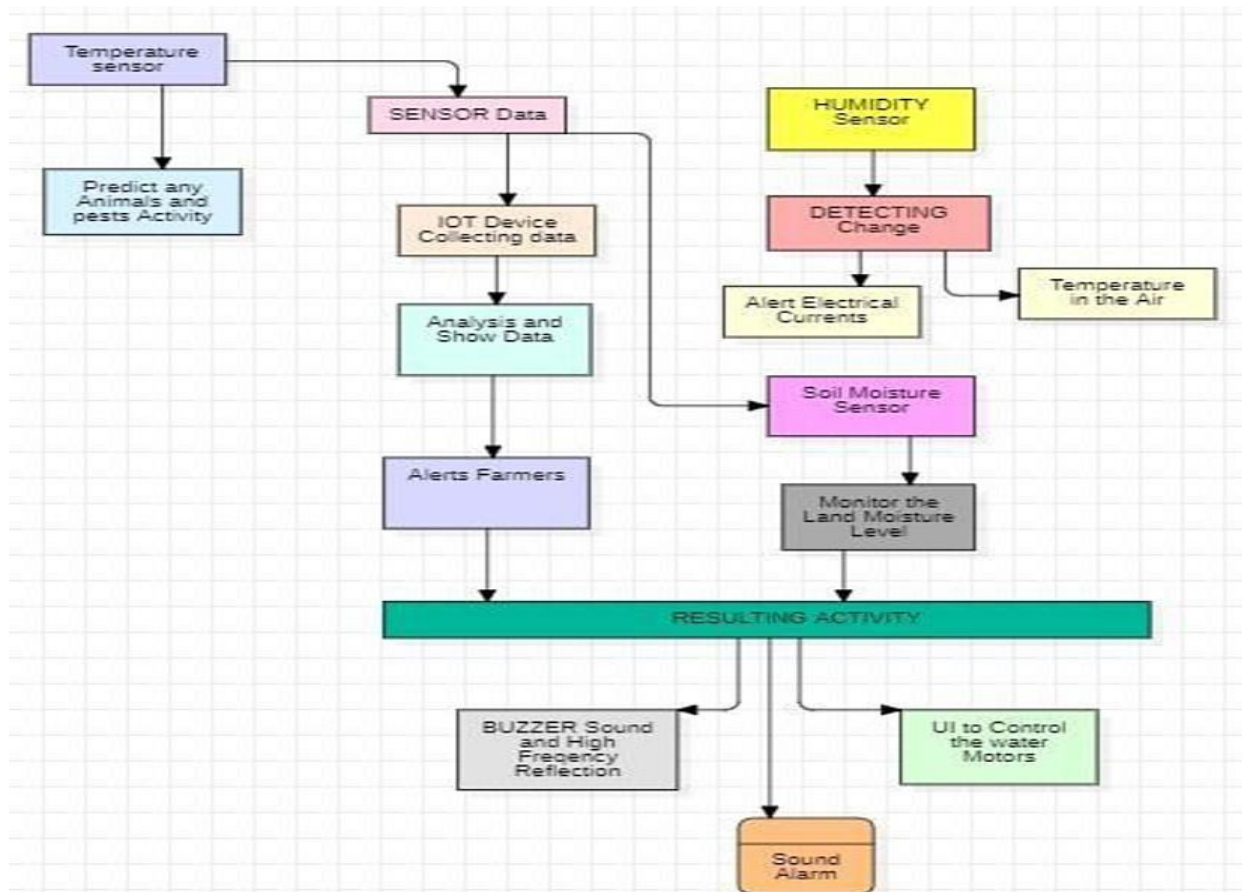 Temperature
sensor
SENSOR Data
HUMIDITY
Sensor
Predict any
Animals and
pests Activity
IOT Device
Collecting data
DETECTING
Change
Alert Electrical
Currents
Temperature
in the Air
Analysis and
Show Data
Soil Moisture
Sensor
Alerts Farmers
Monitor the
Land Moisture
Level
RESULTING ACTIVITY
BUZZER Sound
and High
Freqency
Reflection
UI to Control
the water
Motors
Sound
Alarm